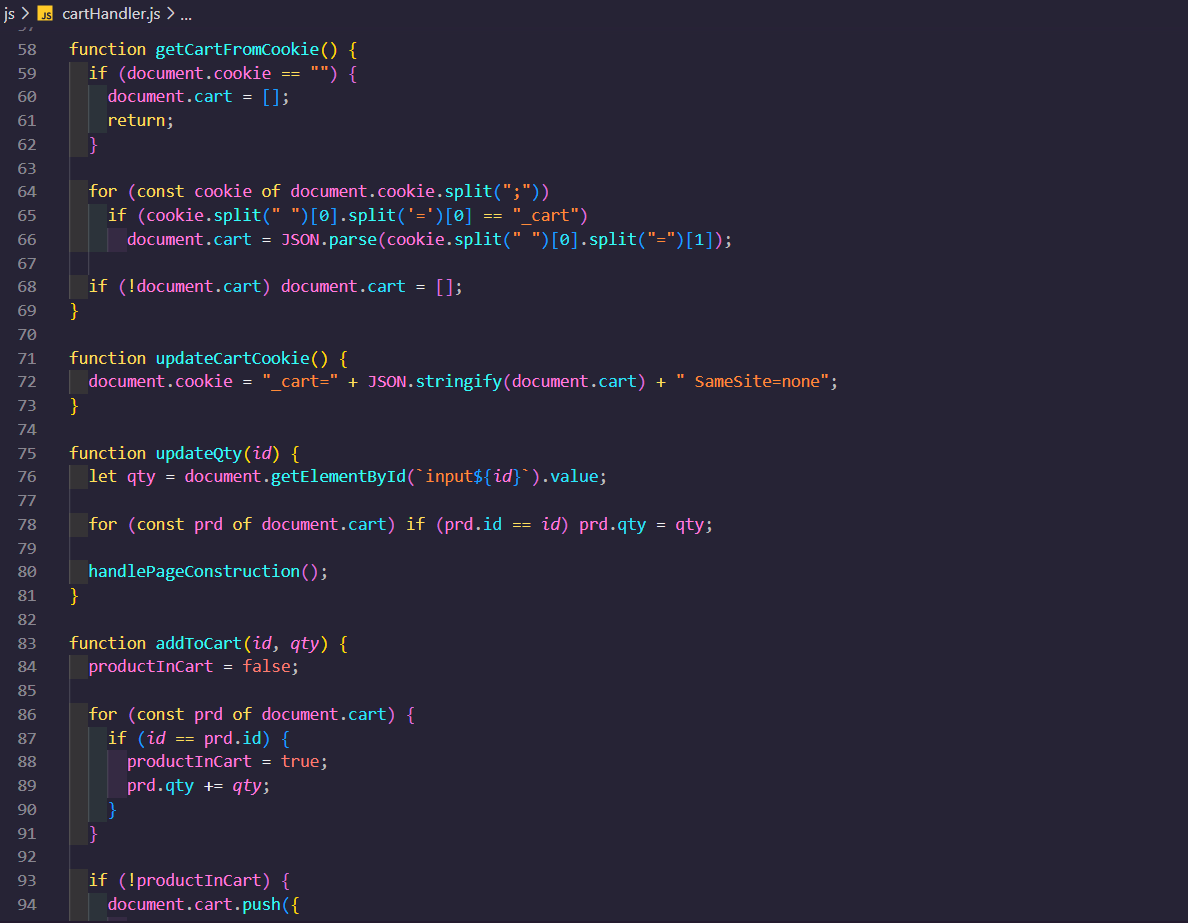 js > JS cartHandler.js > ...
58 function getCartFromCookie() {
59 if (document.cookie == "") {
60 document.cart = [];
61 return;
62 }
63
64 for (const cookie of document.cookie.split(";"))
65 if (cookie.split(" ")[0].split('=')[0] == "_cart")
66 document.cart = JSON.parse(cookie.split(" ")[0].split("=")[1]);
67
68 if (!document.cart) document.cart = [];
69 }
70
71 function updateCartCookie() {
72 document.cookie = "_cart=" + JSON.stringify(document.cart) + " SameSite=none";
73 }
74
75 function updateQty(id) {
76 let qty = document.getElementById(`input${id}`).value;
77
78 for (const prd of document.cart) if (prd.id == id) prd.qty = qty;
79
80 handlePageConstruction();
81 }
82
83 function addToCart(id, qty) {
84 productInCart = false;
85
86 for (const prd of document.cart) {
87 if (id == prd.id) {
88 productInCart = true;
89 prd.qty += qty;
90 }
91 }
92
93 if (!productInCart) {
94 document.cart.push({